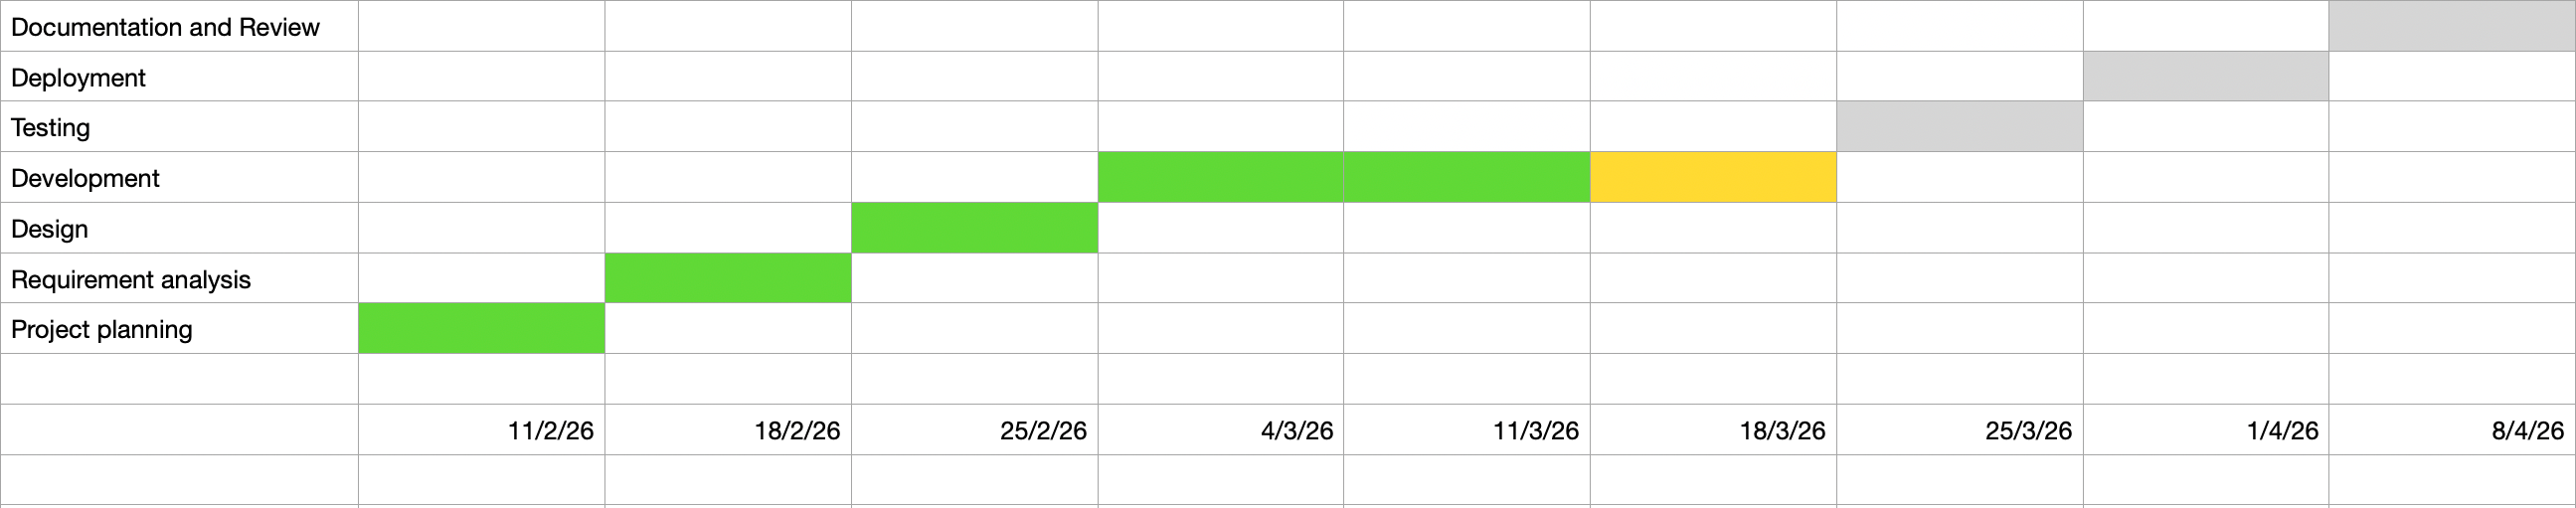 Documentation and Review
Deployment
Testing
Development
Design
Requirement analysis
Project planning
11/2/26 18/2/26 25/2/26 4/3/26 11/3/26 18/3/26 25/3/26 1/4/26 8/4/26